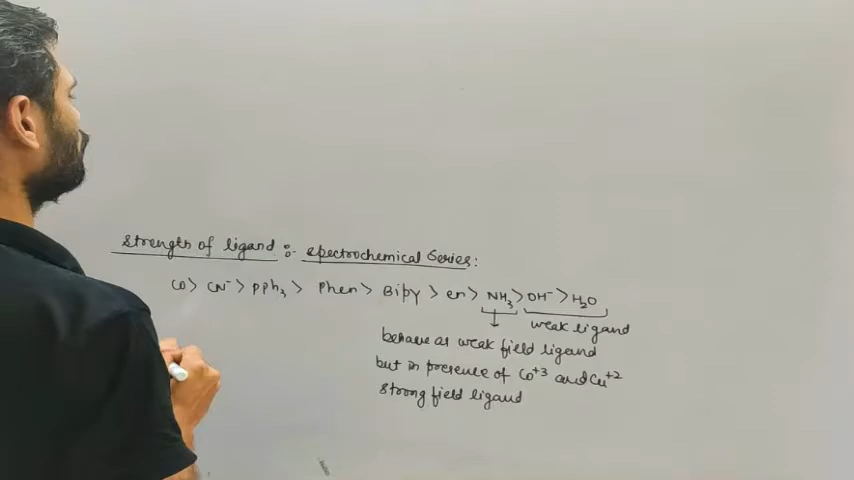 Strength of ligand :- spectrochemical Series:
CO> CN⁻> PPh₃> Phen> Bipy> en> NH₃>OH⁻>H₂O
weak ligand
behave as weak field ligand
but in presence of Co⁺³ and Cu⁺²
strong field ligand